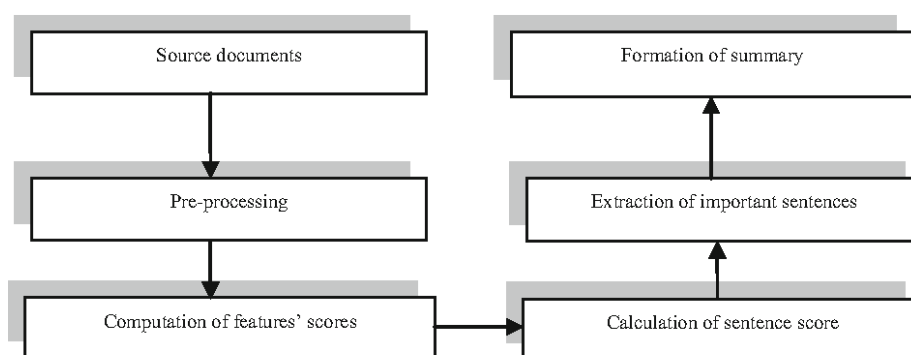 Source documents
Pre-processing
Computation of features’ scores
Calculation of sentence score
Extraction of important sentences
Formation of summary